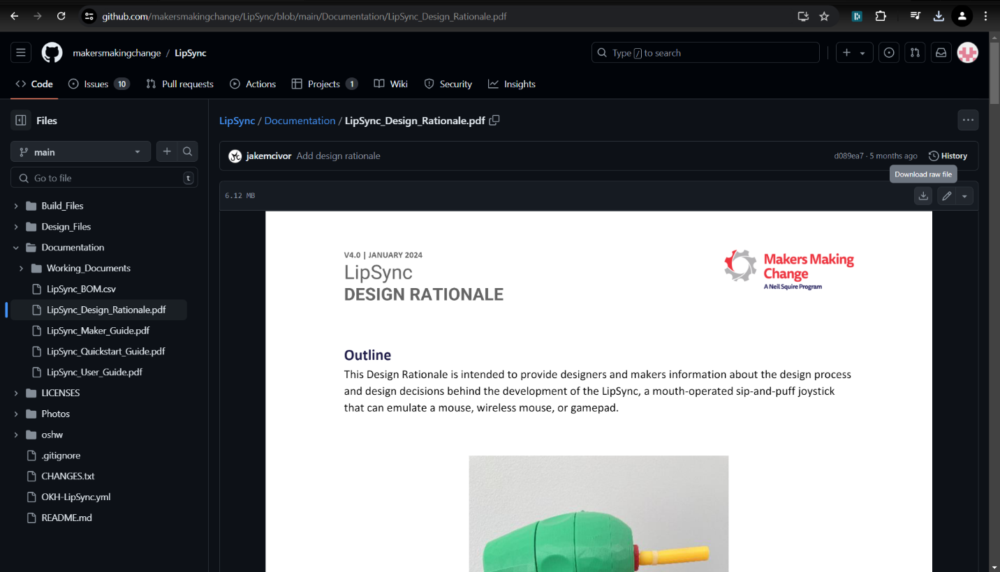 github.com/makersmakingchange/LipSync/blob/main/Documentation/LipSync_Design_Rationale.pdf
makersmakingchange / LipSync
Type / to search
Code
Issues 10
Pull requests
Actions
Projects 1
Wiki
Security
Insights
Files
main
Go to file
t
Build_Files
Design_Files
Documentation
Working_Documents
LipSync_BOM.csv
LipSync_Design_Rationale.pdf
LipSync_Maker_Guide.pdf
LipSync_Quickstart_Guide.pdf
LipSync_User_Guide.pdf
LICENSES
Photos
oshw
.gitignore
CHANGES.txt
OKH-LipSync.yml
README.md
LipSync / Documentation / LipSync_Design_Rationale.pdf
jakemcivor Add design rationale
d089ea7 · 5 months ago
History
Download raw file
6.12 MB
V4.0 | JANUARY 2024
LipSync
DESIGN RATIONALE
Makers Making
Change
A Neil Squire Program
Outline
This Design Rationale is intended to provide designers and makers information about the design process
and design decisions behind the development of the LipSync, a mouth-operated sip-and-puff joystick
that can emulate a mouse, wireless mouse, or gamepad.